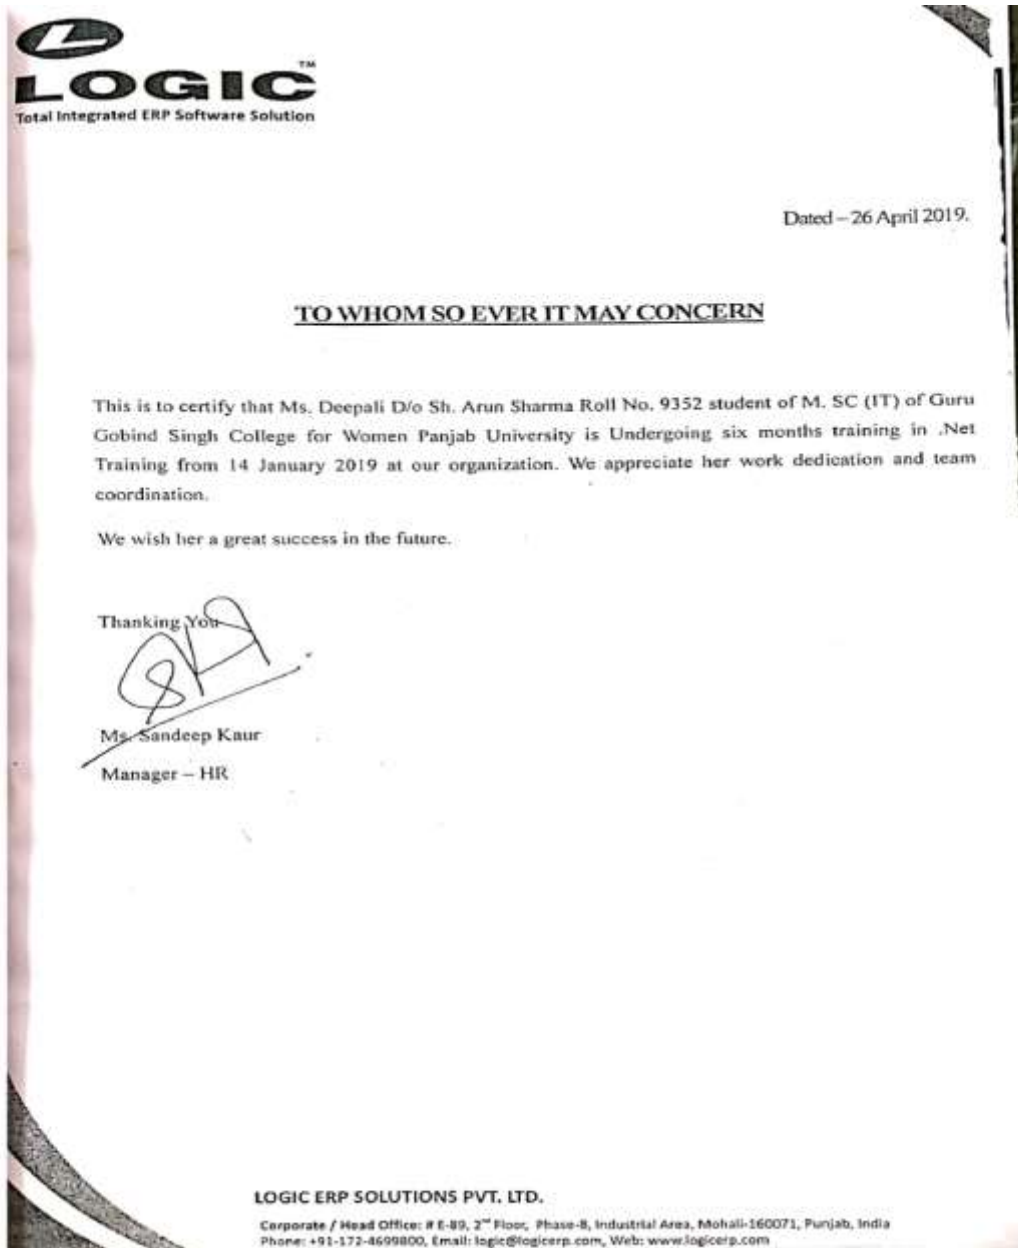 L
LOGIC™
Total Integrated ERP Software Solution
Dated – 26 April 2019.
TO WHOM SO EVER IT MAY CONCERN
This is to certify that Ms. Deepali D/o Sh. Arun Sharma Roll No. 9352 student of M. SC (IT) of Guru
Gobind Singh College for Women Panjab University is Undergoing six months training in .Net
Training from 14 January 2019 at our organization. We appreciate her work dedication and team
coordination.
We wish her a great success in the future.
Thanking You
Ms. Sandeep Kaur
Manager – HR
LOGIC ERP SOLUTIONS PVT. LTD.
Corporate / Head Office: # E-89, 2nd Floor, Phase-8, Industrial Area, Mohali-160071, Punjab, India
Phone: +91-172-4699800, Email: logic@logicerp.com, Web: www.logicerp.com